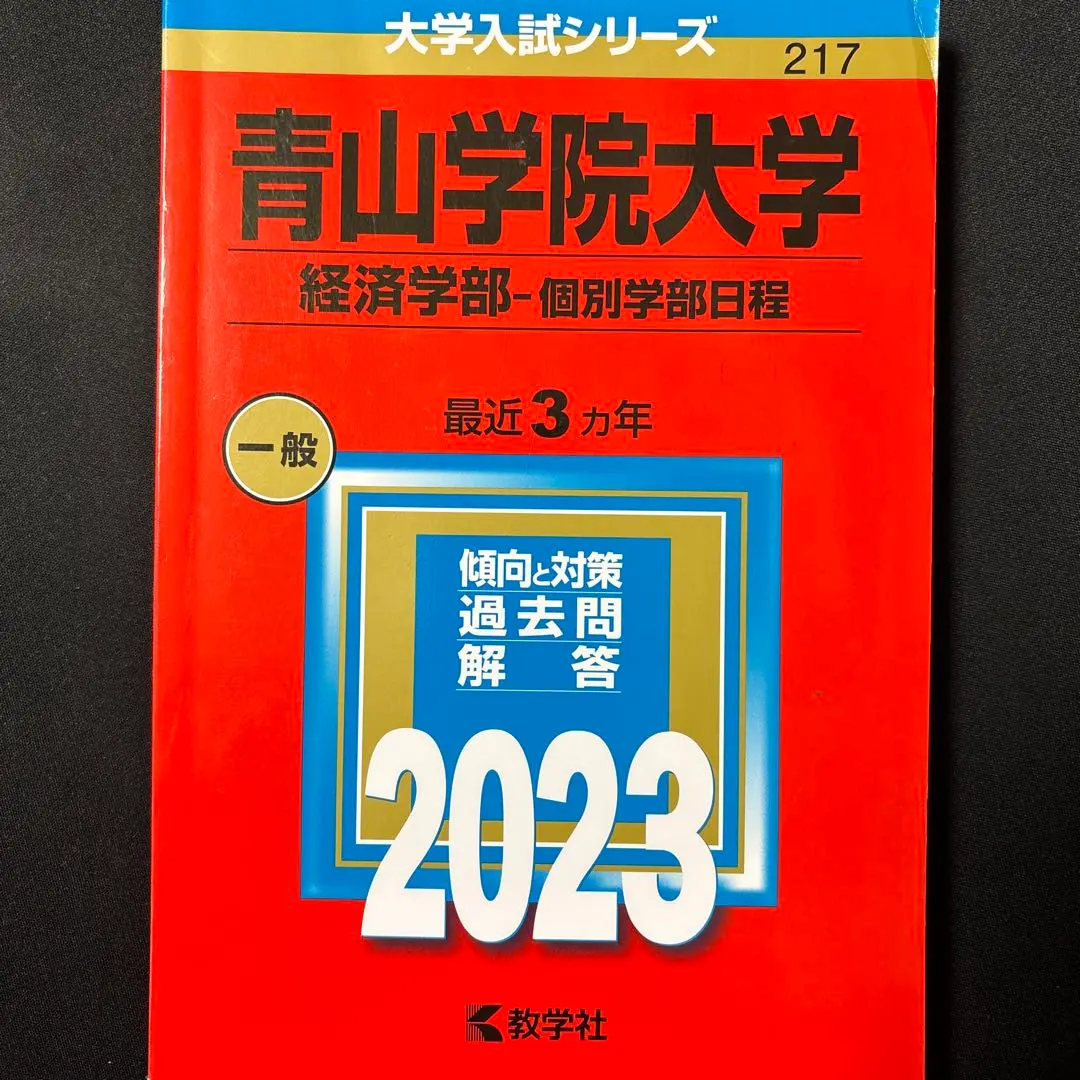 大学入試シリーズ
217
青山学院大学
経済学部-個別学部日程
最近3カ年
一般
傾向と対策
過去問
解答
2023
教学社